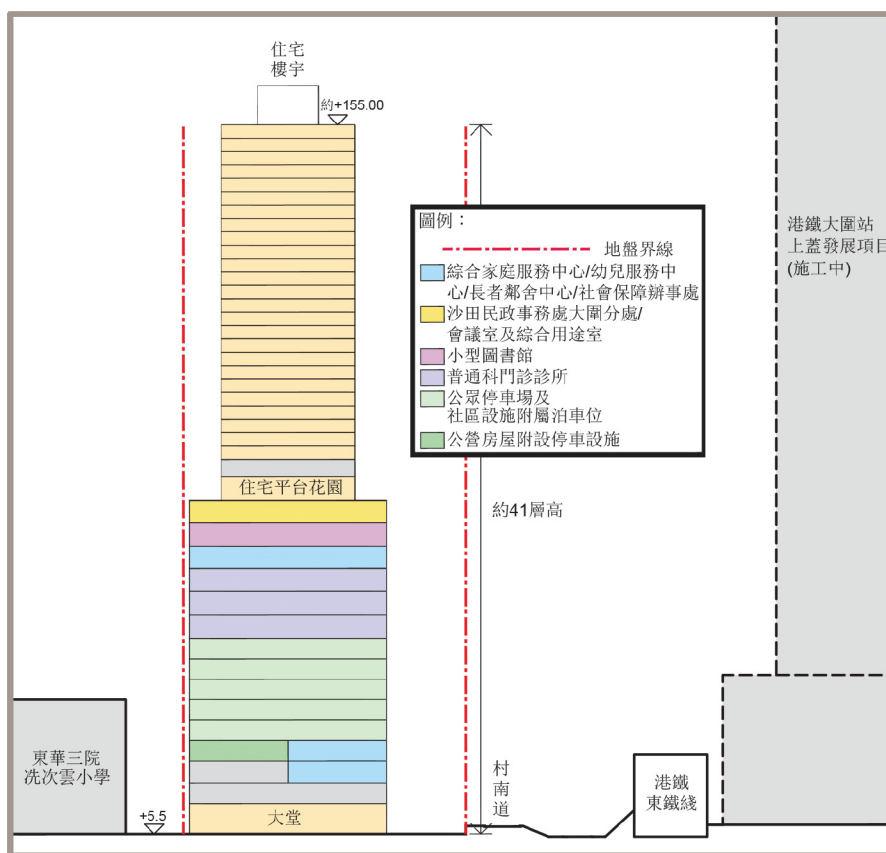 住宅
樓宇
約+155.00
圖例：
地盤界線
綜合家庭服務中心/幼兒服務中
心/長者鄰舍中心/社會保障辦事處
沙田民政事務處大圍分處/
會議室及綜合用途室
小型圖書館
普通科門診診所
公眾停車場及
社區設施附屬泊車位
公營房屋附設停車設施
港鐵大圍站
上蓋發展項目
(施工中)
住宅平台花園
約41層高
東華三院
冼次雲小學
+5.5
大堂
村南道
港鐵
東鐵綫